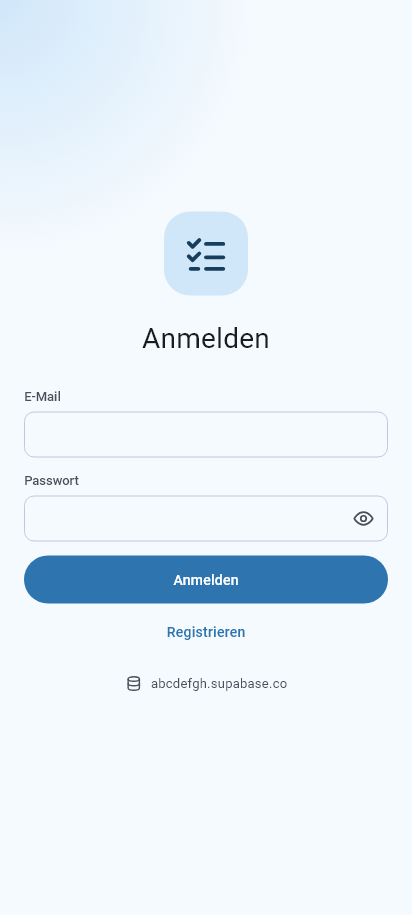 Anmelden
E-Mail
Passwort
Anmelden
Registrieren
abcdefgh.supabase.co